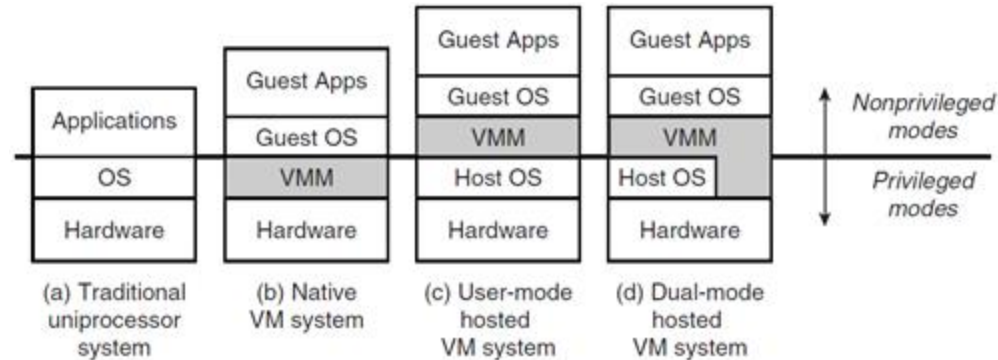 Applications
OS
Hardware
(a) Traditional
uniprocessor
system
Guest Apps
Guest OS
VMM
Hardware
(b) Native
VM system
Guest Apps
Guest OS
VMM
Host OS
Hardware
(c) User-mode
hosted
VM system
Guest Apps
Guest OS
VMM
Host OS
Hardware
(d) Dual-mode
hosted
VM system
Nonprivileged
modes
Privileged
modes